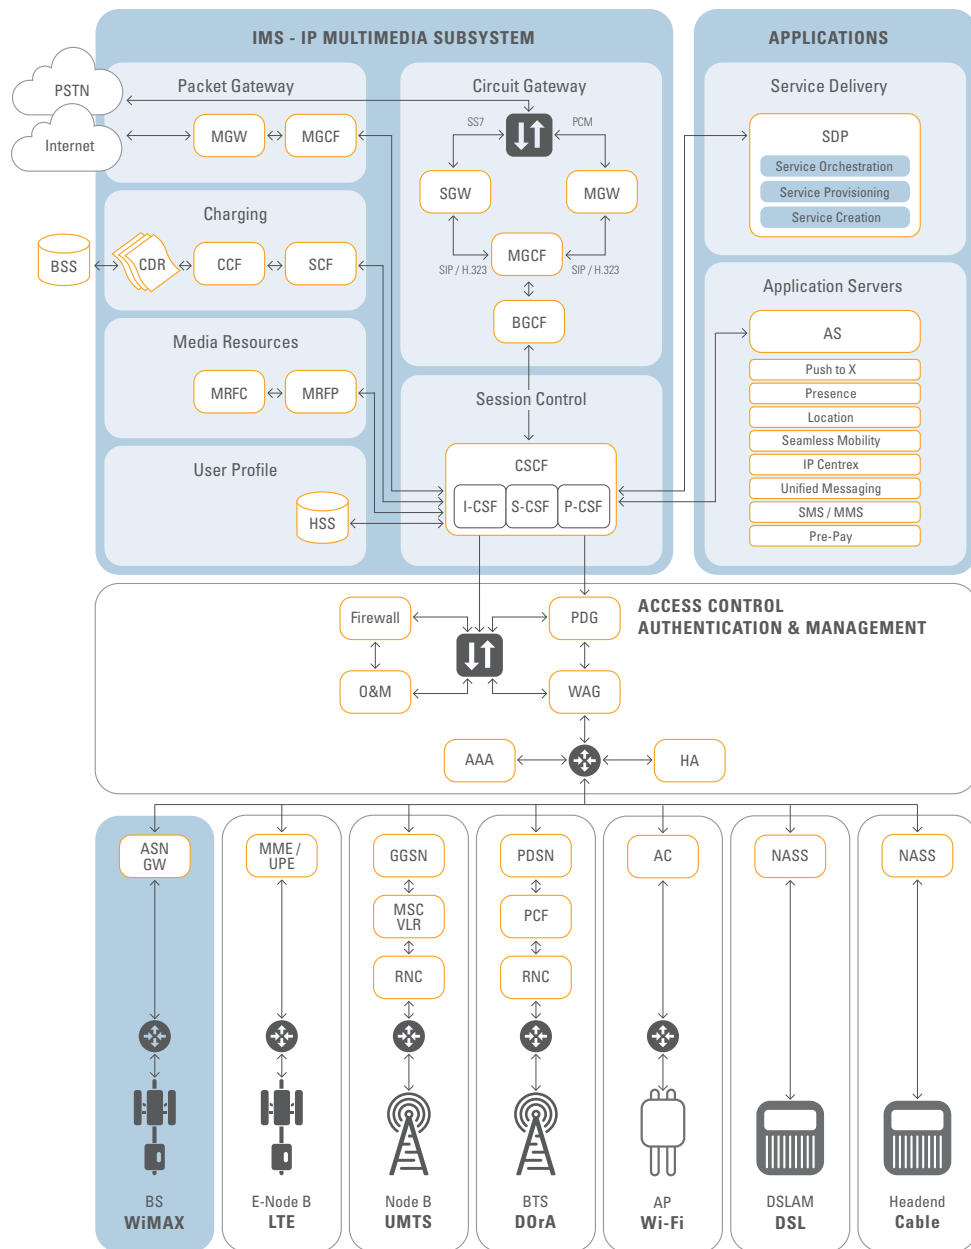 IMS - IP MULTIMEDIA SUBSYSTEM
APPLICATIONS
PSTN
Internet
Packet Gateway
MGW
MGCF
Circuit Gateway
SS7
PCM
SGW
MGW
MGCF
SIP / H.323
SIP / H.323
BGCF
Service Delivery
SDP
Service Orchestration
Service Provisioning
Service Creation
Charging
BSS
CDR
CCF
SCF
Media Resources
MRFC
MRFP
User Profile
HSS
Session Control
CSCF
I-CSF
S-CSF
P-CSF
Application Servers
AS
Push to X
Presence
Location
Seamless Mobility
IP Centrex
Unified Messaging
SMS / MMS
Pre-Pay
ACCESS CONTROL
AUTHENTICATION & MANAGEMENT
Firewall
PDG
O&M
WAG
AAA
HA
ASN
GW
BS
WiMAX
MME /
UPE
E-Node B
LTE
GGSN
MSC
VLR
RNC
Node B
UMTS
PDSN
PCF
RNC
BTS
DOrA
AC
AP
Wi-Fi
NASS
DSLAM
DSL
NASS
Headend
Cable